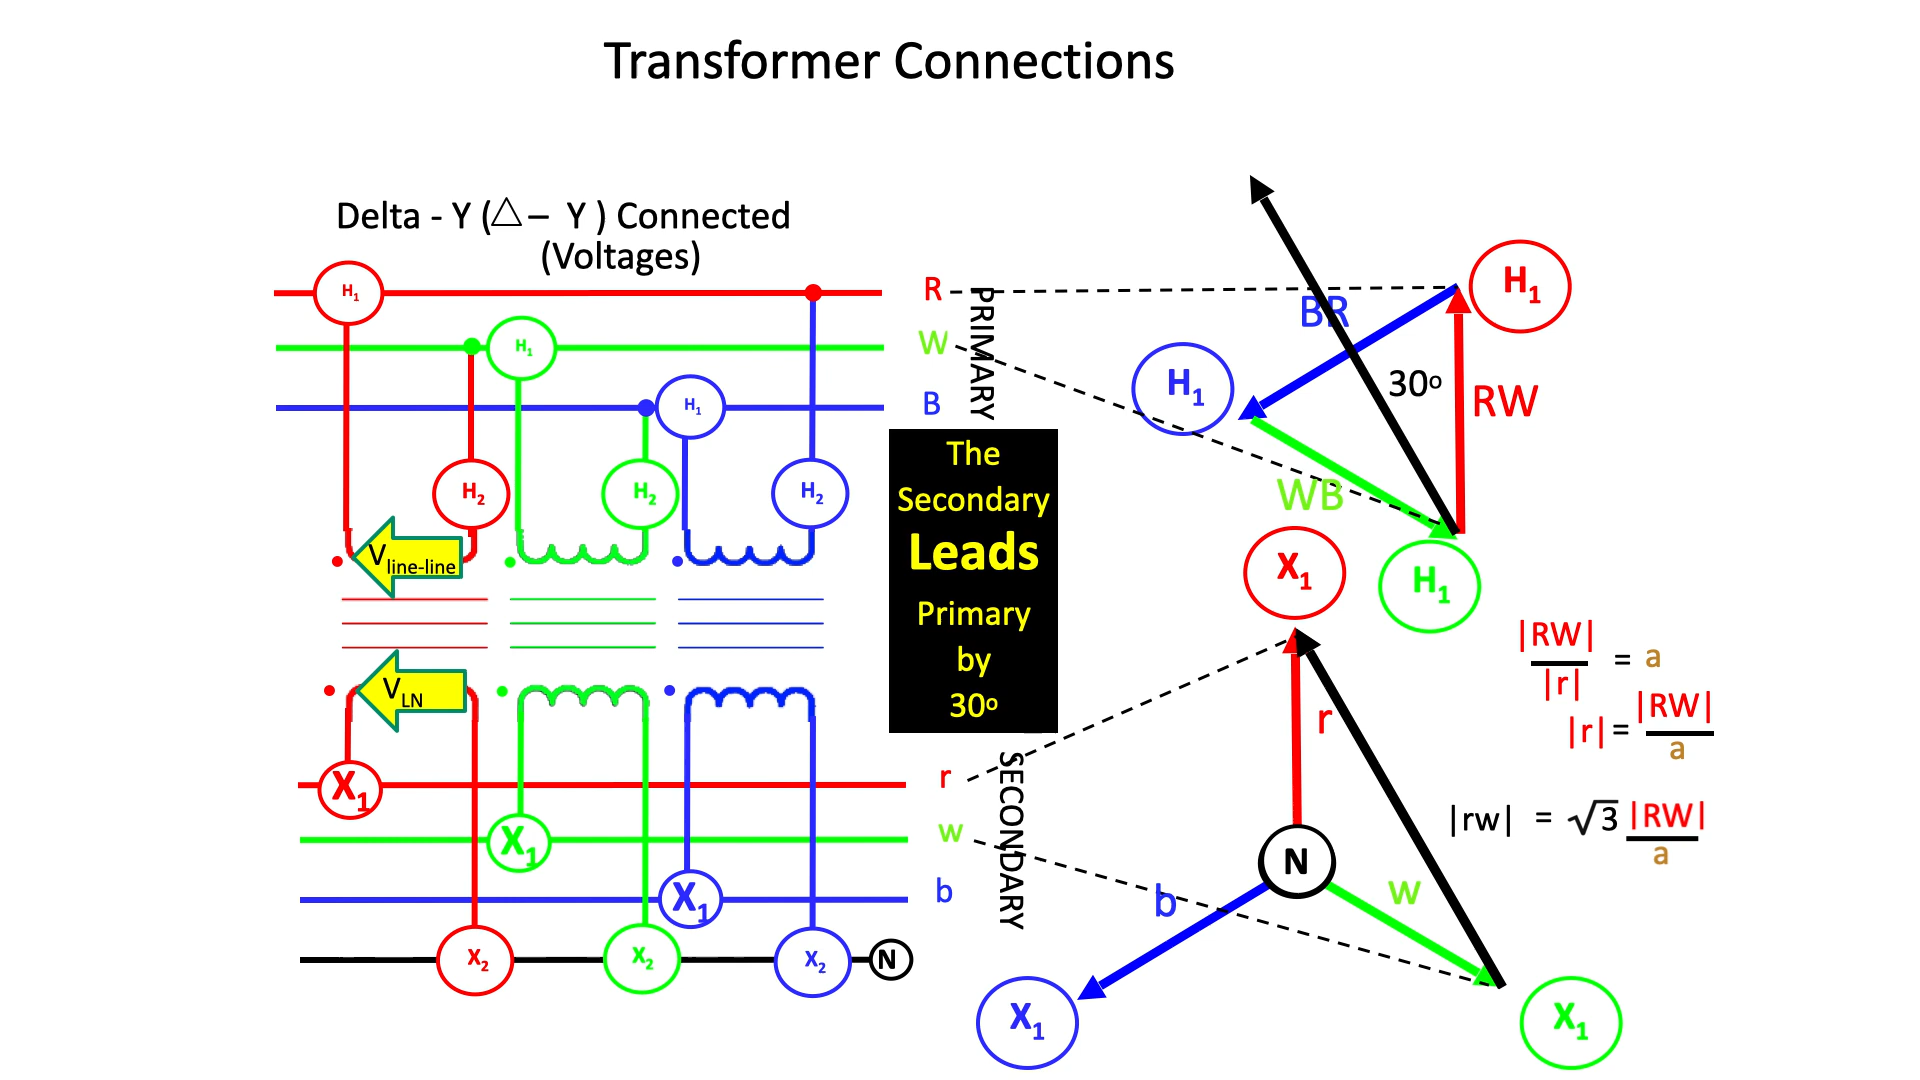 Transformer Connections
Delta - Y (△ – Y ) Connected
(Voltages)
H₁
R
H₁
W
H₁
B
H₂
H₂
H₂
Vline-line
PRIMARY
The
Secondary
Leads
Primary
by
30º
VLN
X₁
r
X₁
w
X₁
b
X₂
X₂
X₂
N
SECONDARY
H₁
BR
H₁
30º
RW
WB
X₁
H₁
r
N
b
w
X₁
X₁
|RW|
|r|
= a
|r| = |RW|
a
|rw| = √3 |RW|
a